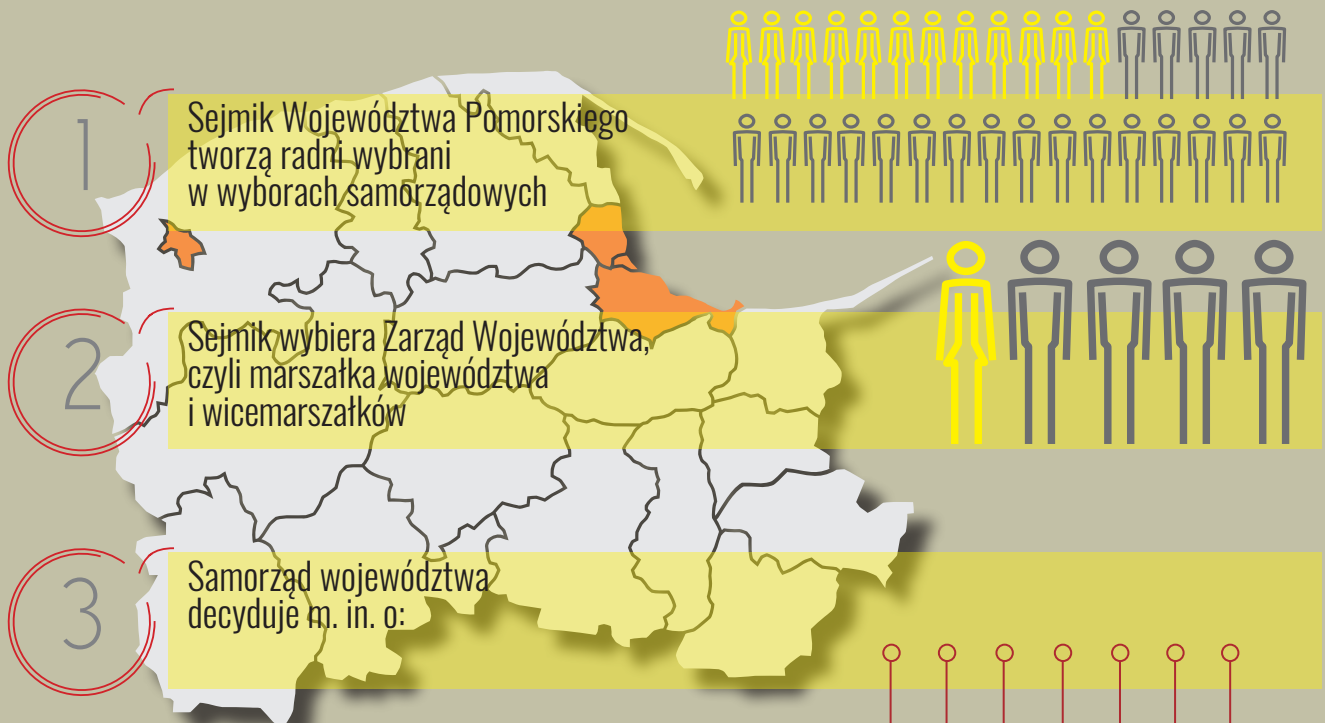 1
Sejmik Województwa Pomorskiego
tworzą radni wybrani
w wyborach samorządowych
2
Sejmik wybiera Zarząd Województwa,
czyli marszałka województwa
i wicemarszałków
3
Samorząd województwa
decyduje m. in. o: